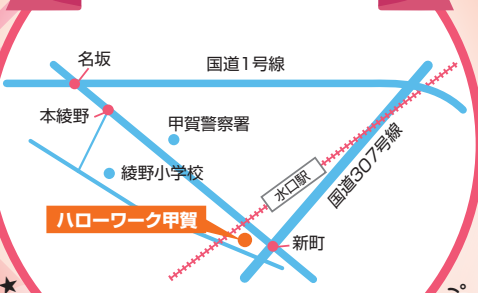 名坂
国道1号線
本綾野
甲賀警察署
綾野小学校
水口駅
国道307号線
ハローワーク甲賀
新町